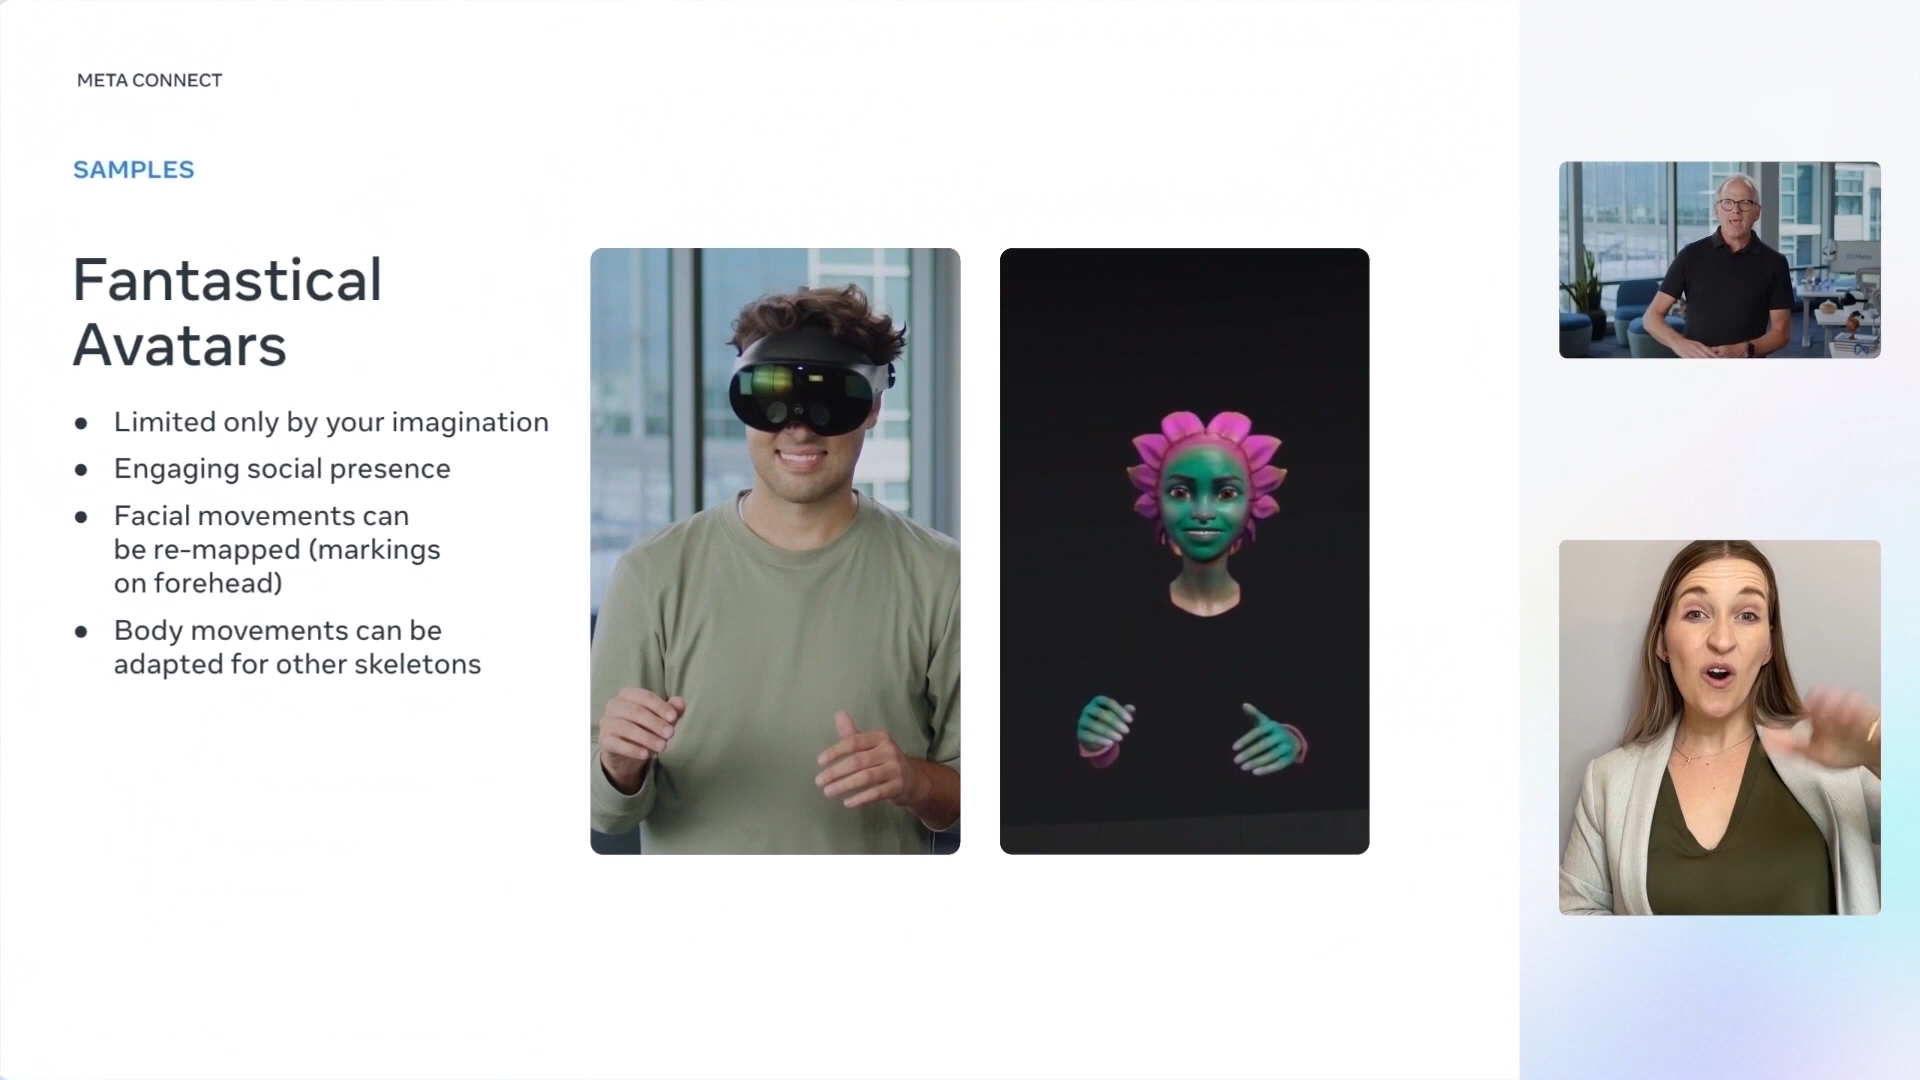 META CONNECT
SAMPLES
Fantastical
Avatars
● Limited only by your imagination
● Engaging social presence
● Facial movements can
be re-mapped (markings
on forehead)
● Body movements can be
adapted for other skeletons
Meta